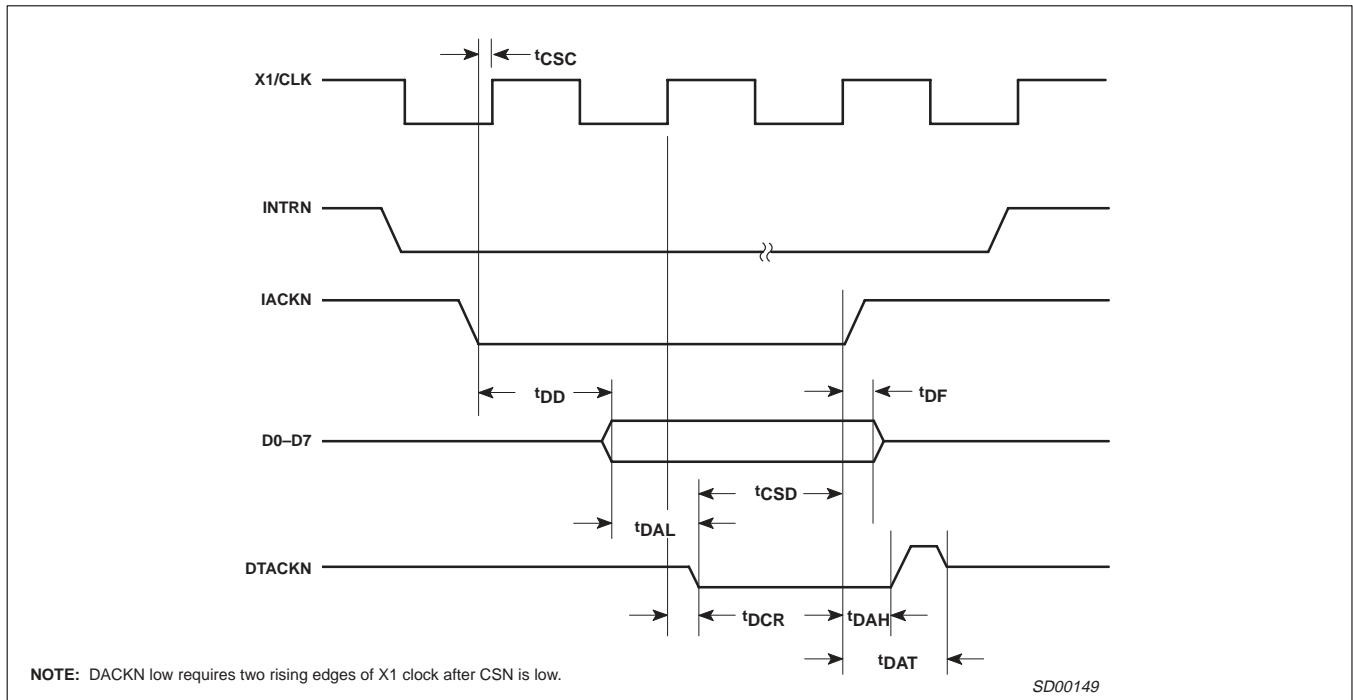 tCSC
X1/CLK
INTRN
IACKN
tDD
tDF
D0–D7
tCSD
tDAL
DTACKN
tDCR
tDAH
tDAT
NOTE: DACKN low requires two rising edges of X1 clock after CSN is low.
SD00149